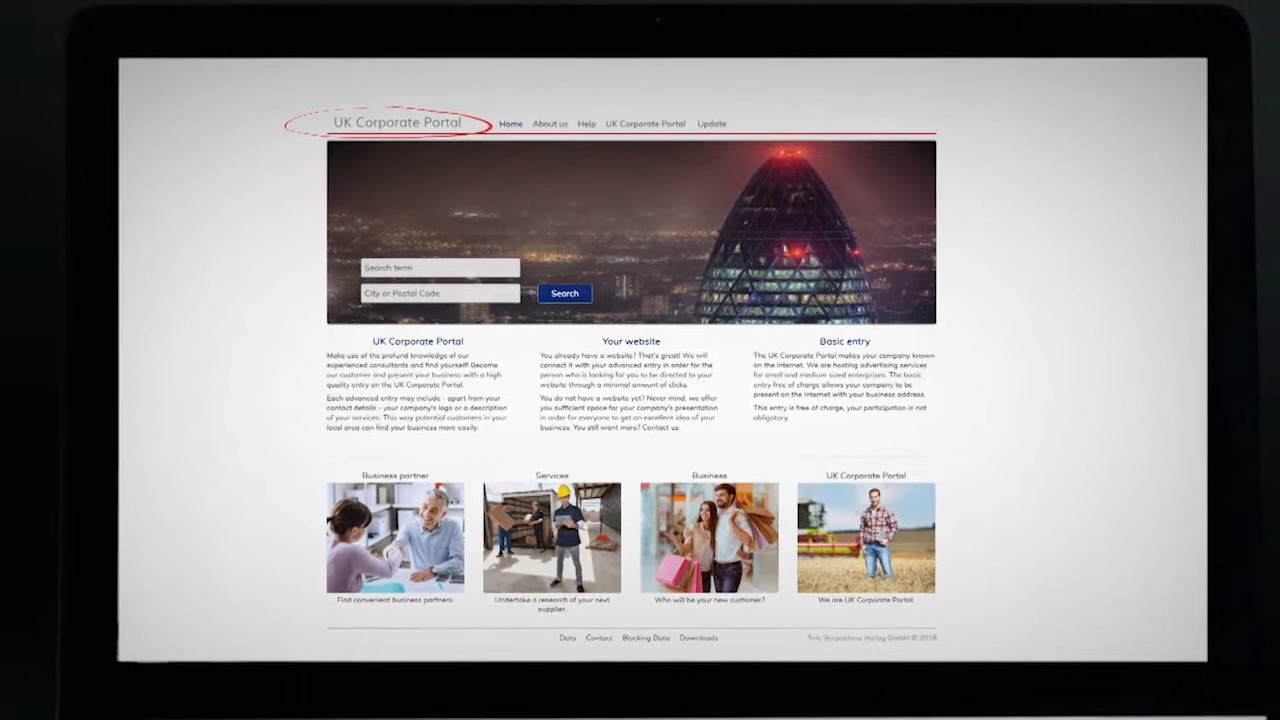 UK Corporate Portal
Home About us Help UK Corporate Portal Update
Search term
City or Postal Code
Search
UK Corporate Portal
Make use of the profund knowledge of our
experienced consultants and find yourself! Become
our customer and present your business with a high
quality entry on the UK Corporate Portal.
Each advanced entry may include - apart from your
contact details - your company's logo or a description
of your services. This way potential customers in your
local area can find your business more easily.
Your website
You already have a website? That's great! We will
connect it with your advanced entry in order for the
person who is looking for you to be directed to your
website through a minimal amount of clicks.
You do not have a website yet? Never mind, we offer
you sufficient space for your company's presentation
in order for everyone to get an excellent idea of your
business. You still want more? Contact us.
Basic entry
The UK Corporate Portal makes your company known
on the Internet. We are hosting advertising services
for small and medium sized enterprises. The basic
entry free of charge allows your company to be
present on the Internet with your business address.
This entry is free of charge, your participation is not
obligatory.
Business partner
Find convenient business partners.
Services
Undertake a research of your next
supplier.
Business
Who will be your new customer?
UK Corporate Portal
We are UK Corporate Portal.
Data Contact Blocking Data Downloads
Verlag GmbH © 2018